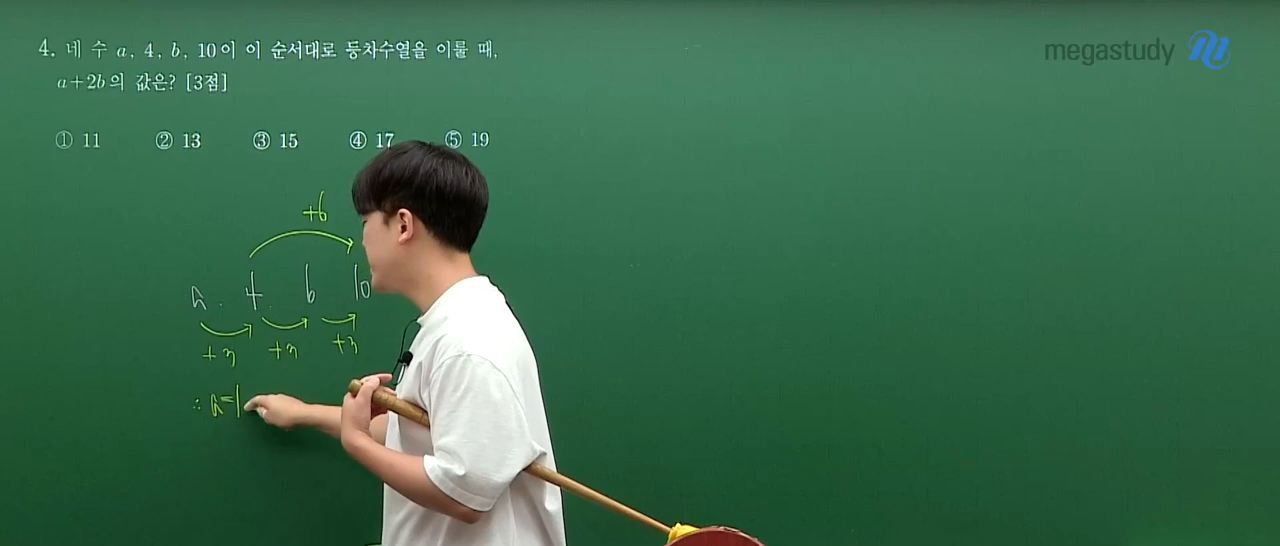 4. 네 수 a, 4, b, 10이 이 순서대로 등차수열을 이룰 때,
a+2b의 값은? [3점]
megastudy
① 11 ② 13 ③ 15 ④ 17 ⑤ 19
+6
a . 4 . b 10
+3 +3 +3
∴ a=1